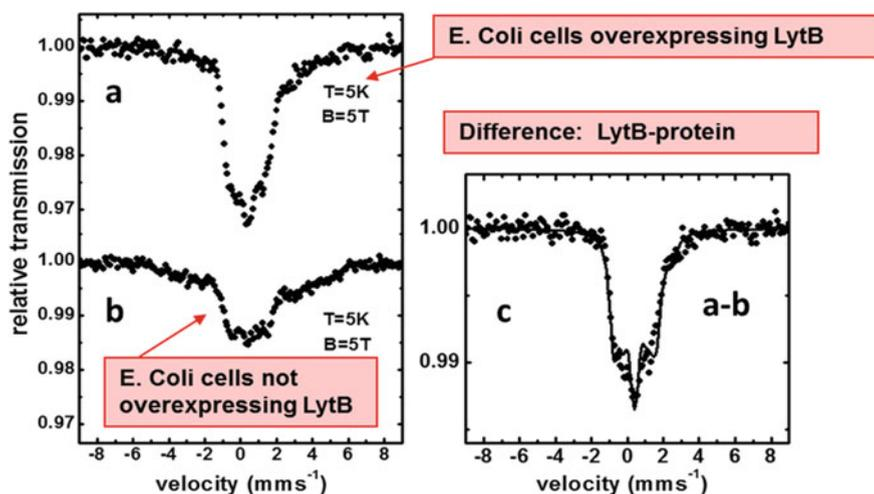 E. Coli cells overexpressing LytB
1.00
a
T=5K
B=5T
0.99
0.98
0.97
0.97
Difference: LytB-protein
relative transmission
1.00
b
T=5K
B=5T
0.99
0.98
0.97
E. Coli cells not
overexpressing LytB
-8 -6 -4 -2 0 2 4 6 8
velocity (mms⁻¹)
1.00
c
a-b
0.99
-8 -6 -4 -2 0 2 4 6 8
velocity (mms⁻¹)